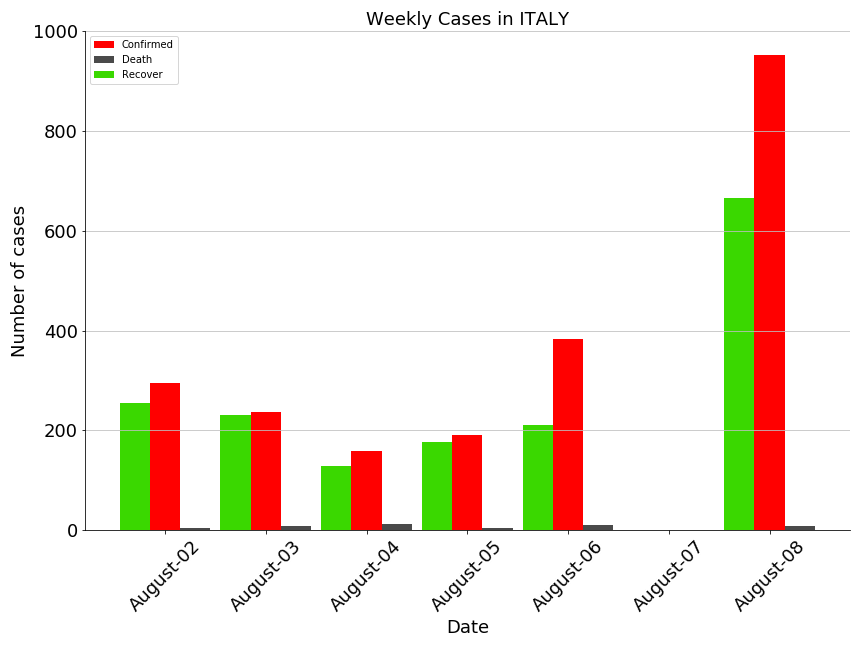 Weekly Cases in ITALY
Confirmed
Death
Recover
Number of cases
1000
800
600
400
200
0
August-02
August-03
August-04
August-05
August-06
August-07
August-08
Date